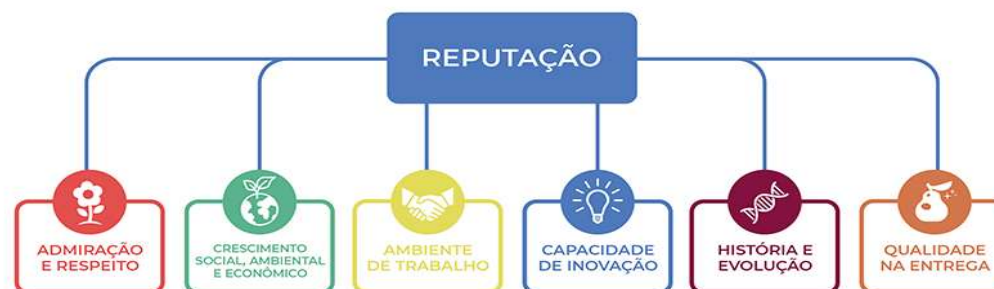 REPUTAÇÃO
ADMIRAÇÃO
E RESPEITO
CRESCIMENTO
SOCIAL, AMBIENTAL
E ECONÔMICO
AMBIENTE
DE TRABALHO
CAPACIDADE
DE INOVAÇÃO
HISTÓRIA E
EVOLUÇÃO
QUALIDADE
NA ENTREGA